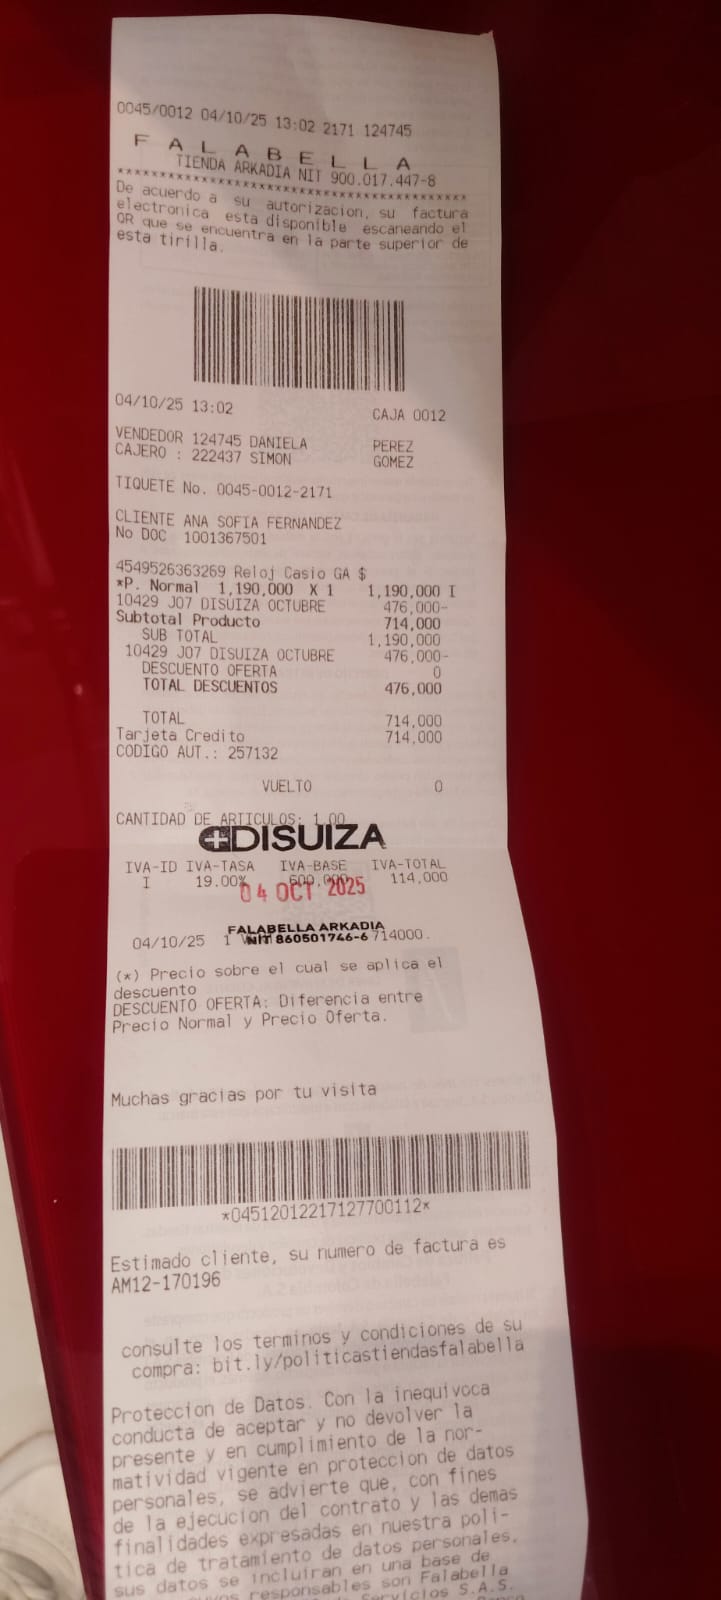 0045/0012 04/10/25 13:02 2171 124745
FALABELLA
TIENDA ARKADIA NIT 900.017.447-8
****************************************
De acuerdo a su autorizacion, su factura
electronica esta disponible escaneando el
QR que se encuentra en la parte superior de
esta tirilla.
04/10/25 13:02 CAJA 0012
VENDEDOR 124745 DANIELA PEREZ
CAJERO : 222437 SIMON GOMEZ
TIQUETE No. 0045-0012-2171
CLIENTE ANA SOFIA FERNANDEZ
No DOC 1001367501
4549526363269 Reloj Casio GA $
*P. Normal 1,190,000 X 1 1,190,000 I
10429 J07 DISUIZA OCTUBRE 476,000-
Subtotal Producto 714,000
SUB TOTAL 1,190,000
10429 J07 DISUIZA OCTUBRE 476,000-
DESCUENTO OFERTA 0
TOTAL DESCUENTOS 476,000
TOTAL 714,000
Tarjeta Credito 714,000
CODIGO AUT.: 257132
VUELTO 0
CANTIDAD DE ARTICULOS: 1.00
DISUIZA
IVA-ID IVA-TASA IVA-BASE IVA-TOTAL
I 19.00% 600,000 114,000
04 OCT 2025
FALABELLA ARKADIA
NIT 860501746-6
04/10/25 1 714000.
(*) Precio sobre el cual se aplica el
descuento
DESCUENTO OFERTA: Diferencia entre
Precio Normal y Precio Oferta.
Muchas gracias por tu visita
*04512012217127700112*
Estimado cliente, su numero de factura es
AM12-170196
consulte los terminos y condiciones de su
compra: bit.ly/politicastiendasfalabella
Proteccion de Datos. Con la inequivoca
conducta de aceptar y no devolver la
presente y en cumplimiento de la nor-
matividad vigente en proteccion de datos
personales, se advierte que, con fines
de la ejecucion del contrato y las demas
finalidades expresadas en nuestra poli-
tica de tratamiento de datos personales,
sus datos se incluiran en una base de
responsables son Falabella
Servicios S.A.S.